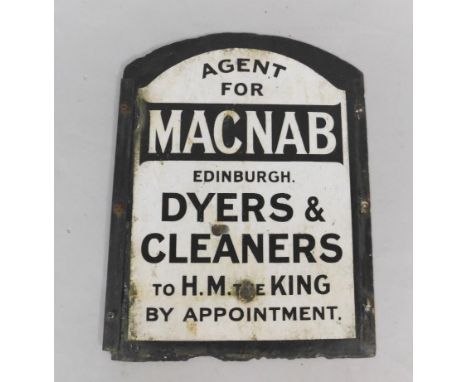 AGENT
FOR
MACNAB
EDINBURGH.
DYERS &
CLEANERS
TO H.M. THE KING
BY APPOINTMENT.